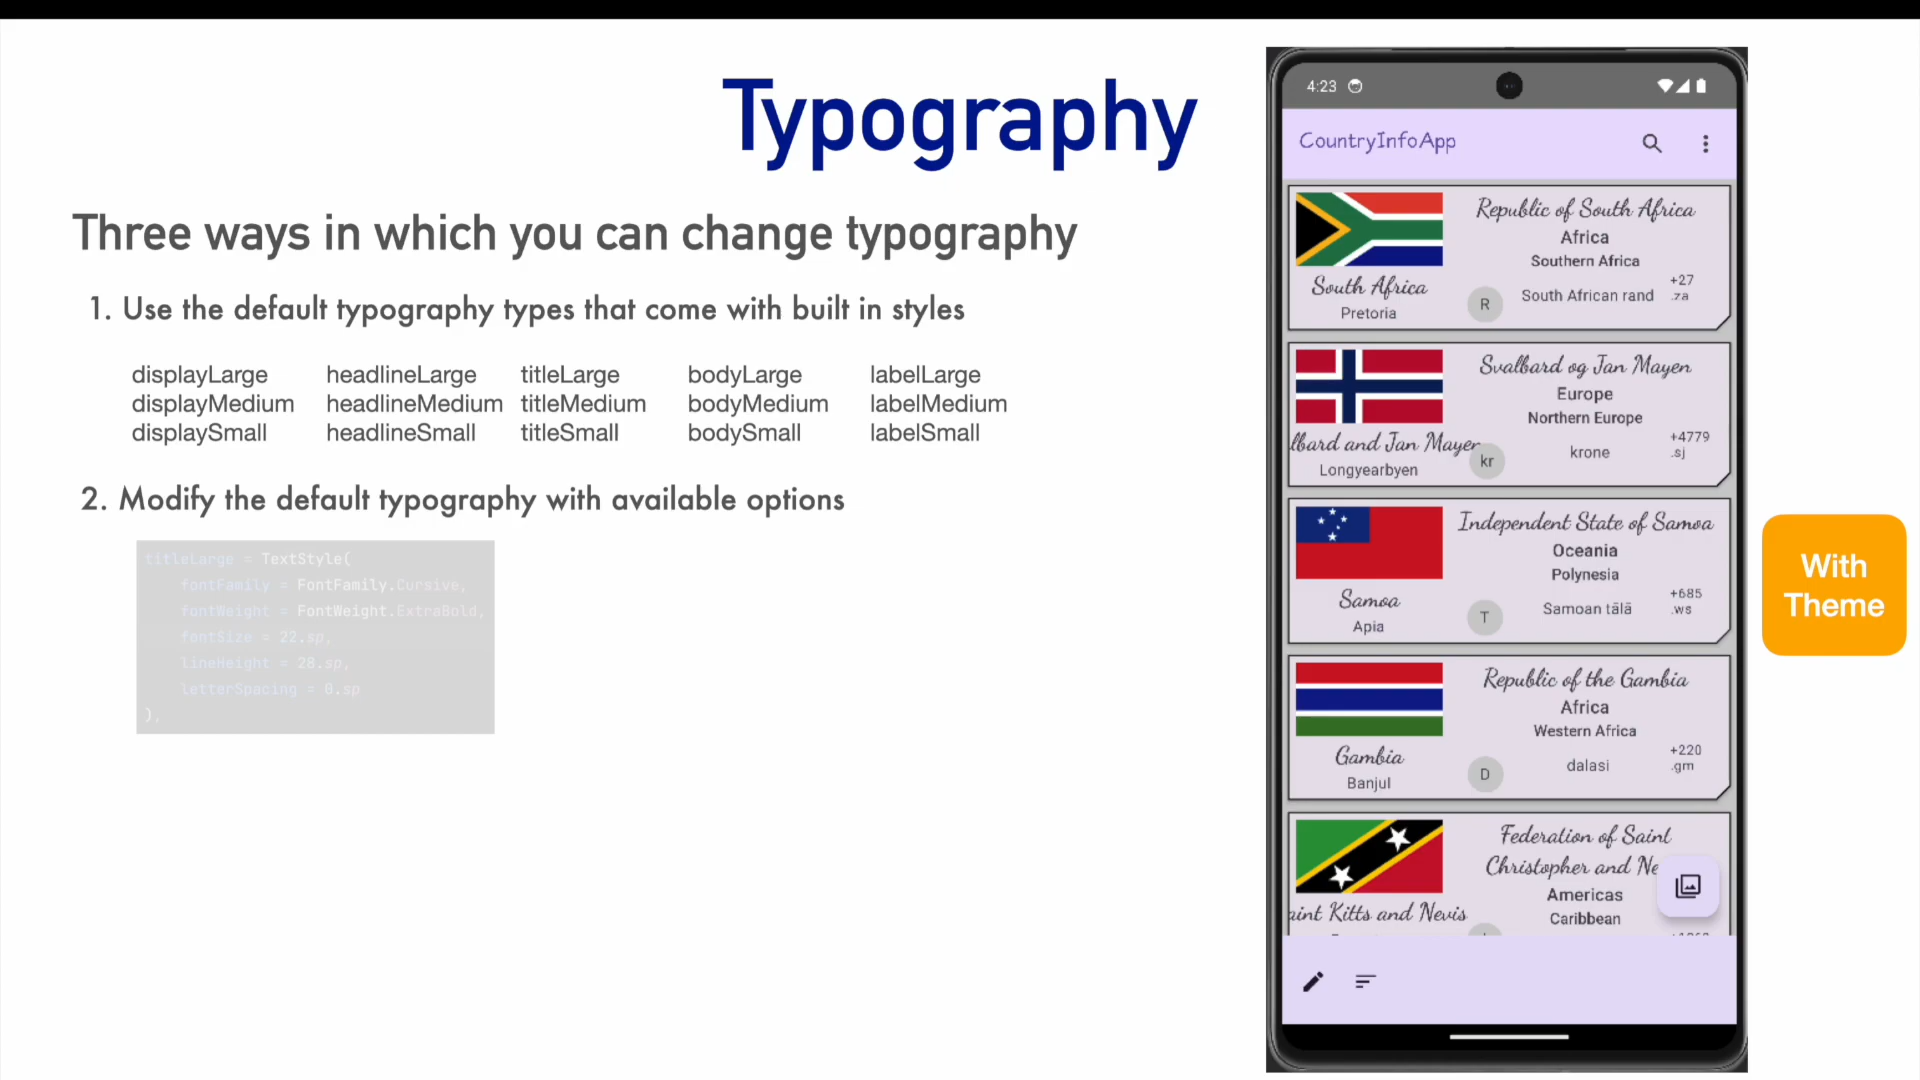 Typography
Three ways in which you can change typography
1. Use the default typography types that come with built in styles
displayLarge headlineLarge titleLarge bodyLarge labelLarge
displayMedium headlineMedium titleMedium bodyMedium labelMedium
displaySmall headlineSmall titleSmall bodySmall labelSmall
2. Modify the default typography with available options
titleLarge = TextStyle(
fontFamily = FontFamily.Cursive,
fontWeight = FontWeight.ExtraBold,
fontSize = 22.sp,
lineHeight = 28.sp,
letterSpacing = 0.sp
),
4:23
CountryInfoApp
Republic of South Africa
Africa
Southern Africa
South Africa
Pretoria
R
South African rand
+27
.za
Svalbard og Jan Mayen
Europe
Northern Europe
lbard and Jan Mayen
Longyearbyen
kr
krone
+4779
.sj
Independent State of Samoa
Oceania
Polynesia
Samoa
Apia
T
Samoan tālā
+685
.ws
Republic of the Gambia
Africa
Western Africa
Gambia
Banjul
D
dalasi
+220
.gm
Federation of Saint
Christopher and Ne
Americas
Caribbean
aint Kitts and Nevis
With
Theme